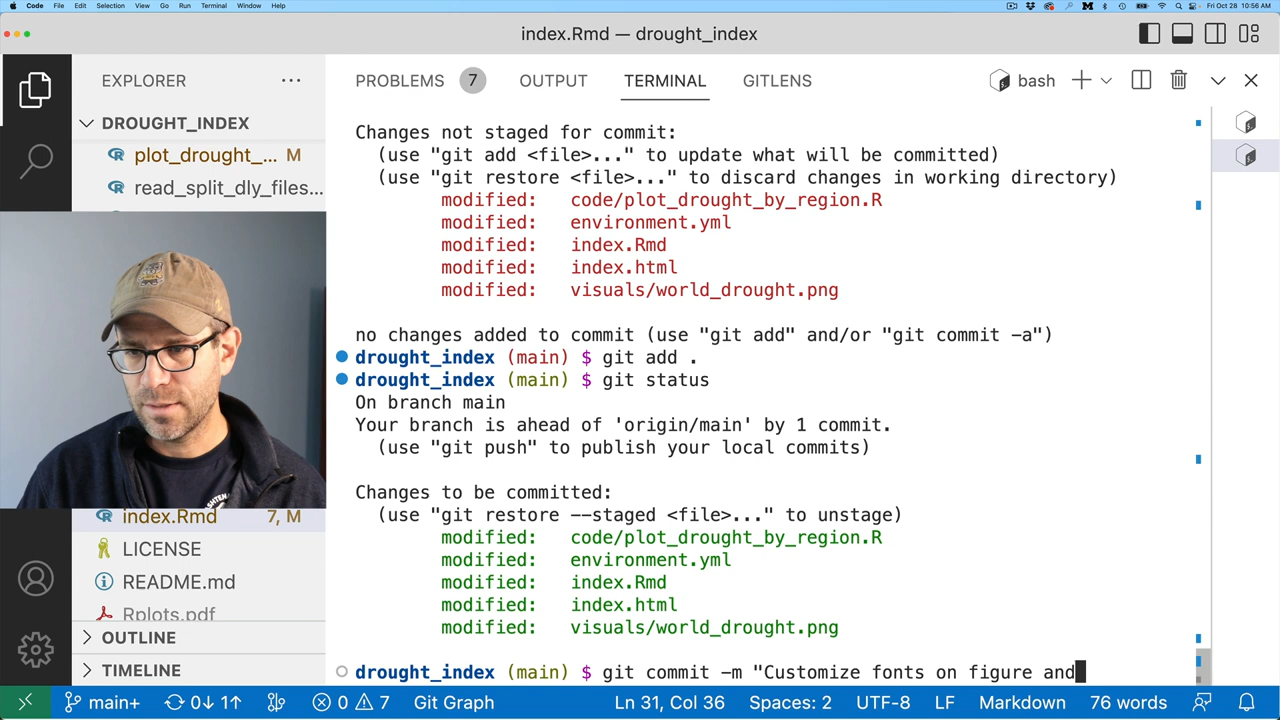 Code File Edit Selection View Go Run Terminal Window Help
Fri Oct 28 10:56 AM
index.Rmd — drought_index
EXPLORER
PROBLEMS 7 OUTPUT TERMINAL GITLENS
bash
DROUGHT_INDEX
plot_drought_... M
read_split_dly_files...
index.Rmd 7, M
LICENSE
README.md
Rplots.pdf
OUTLINE
TIMELINE
Changes not staged for commit:
(use "git add <file>..." to update what will be committed)
(use "git restore <file>..." to discard changes in working directory)
modified: code/plot_drought_by_region.R
modified: environment.yml
modified: index.Rmd
modified: index.html
modified: visuals/world_drought.png
no changes added to commit (use "git add" and/or "git commit -a")
drought_index (main) $ git add .
drought_index (main) $ git status
On branch main
Your branch is ahead of 'origin/main' by 1 commit.
(use "git push" to publish your local commits)
Changes to be committed:
(use "git restore --staged <file>..." to unstage)
modified: code/plot_drought_by_region.R
modified: environment.yml
modified: index.Rmd
modified: index.html
modified: visuals/world_drought.png
drought_index (main) $ git commit -m "Customize fonts on figure and
main+ 0↓ 1↑ 0 7 Git Graph Ln 31, Col 36 Spaces: 2 UTF-8 LF Markdown 76 words